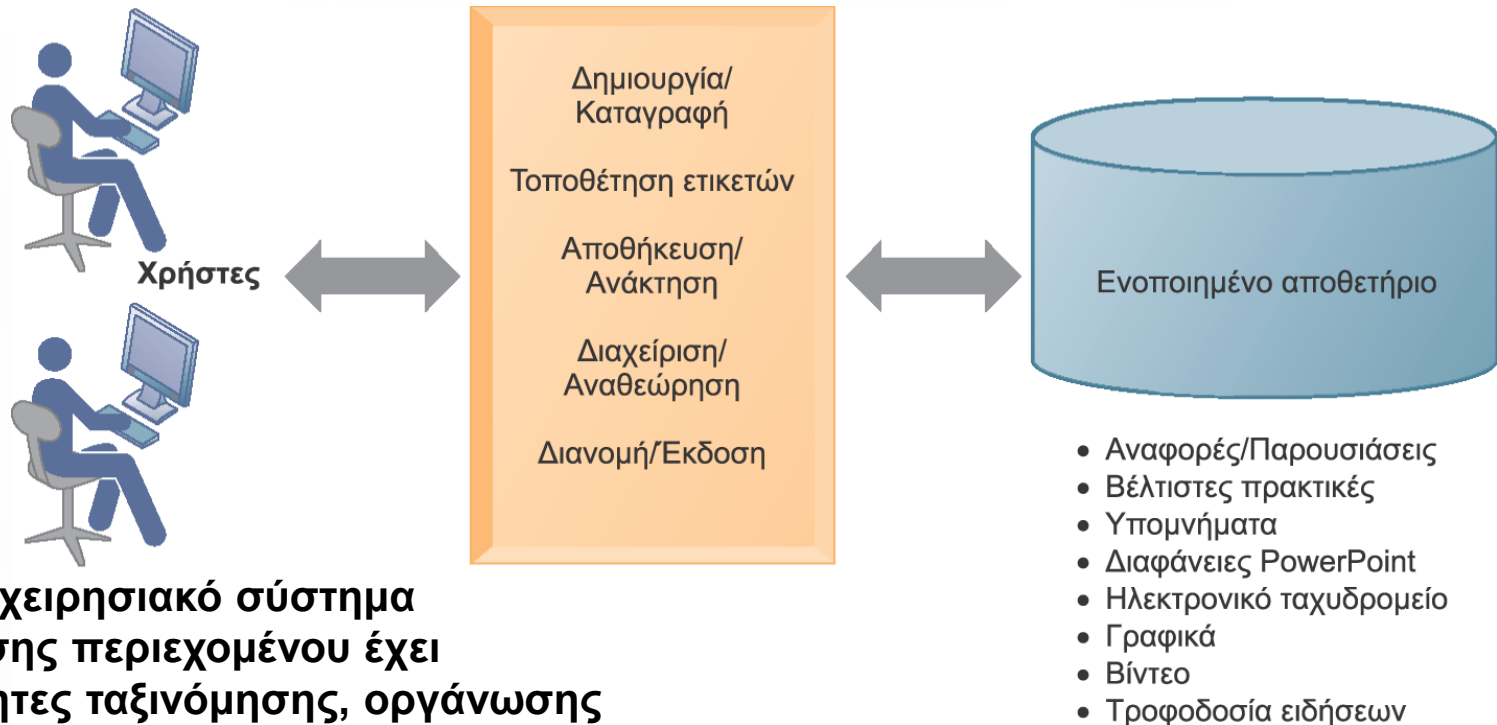 Χρήστες
Δημιουργία/
Καταγραφή
Τοποθέτηση ετικετών
Αποθήκευση/
Ανάκτηση
Διαχείριση/
Αναθεώρηση
Διανομή/Έκδοση
Ενοποιημένο αποθετήριο
• Αναφορές/Παρουσιάσεις
• Βέλτιστες πρακτικές
• Υπομνήματα
• Διαφάνειες PowerPoint
• Ηλεκτρονικό ταχυδρομείο
• Γραφικά
• Βίντεο
• Τροφοδοσία ειδήσεων
χειρησιακό σύστημα
σης περιεχομένου έχει
ητες ταξινόμησης, οργάνωσης